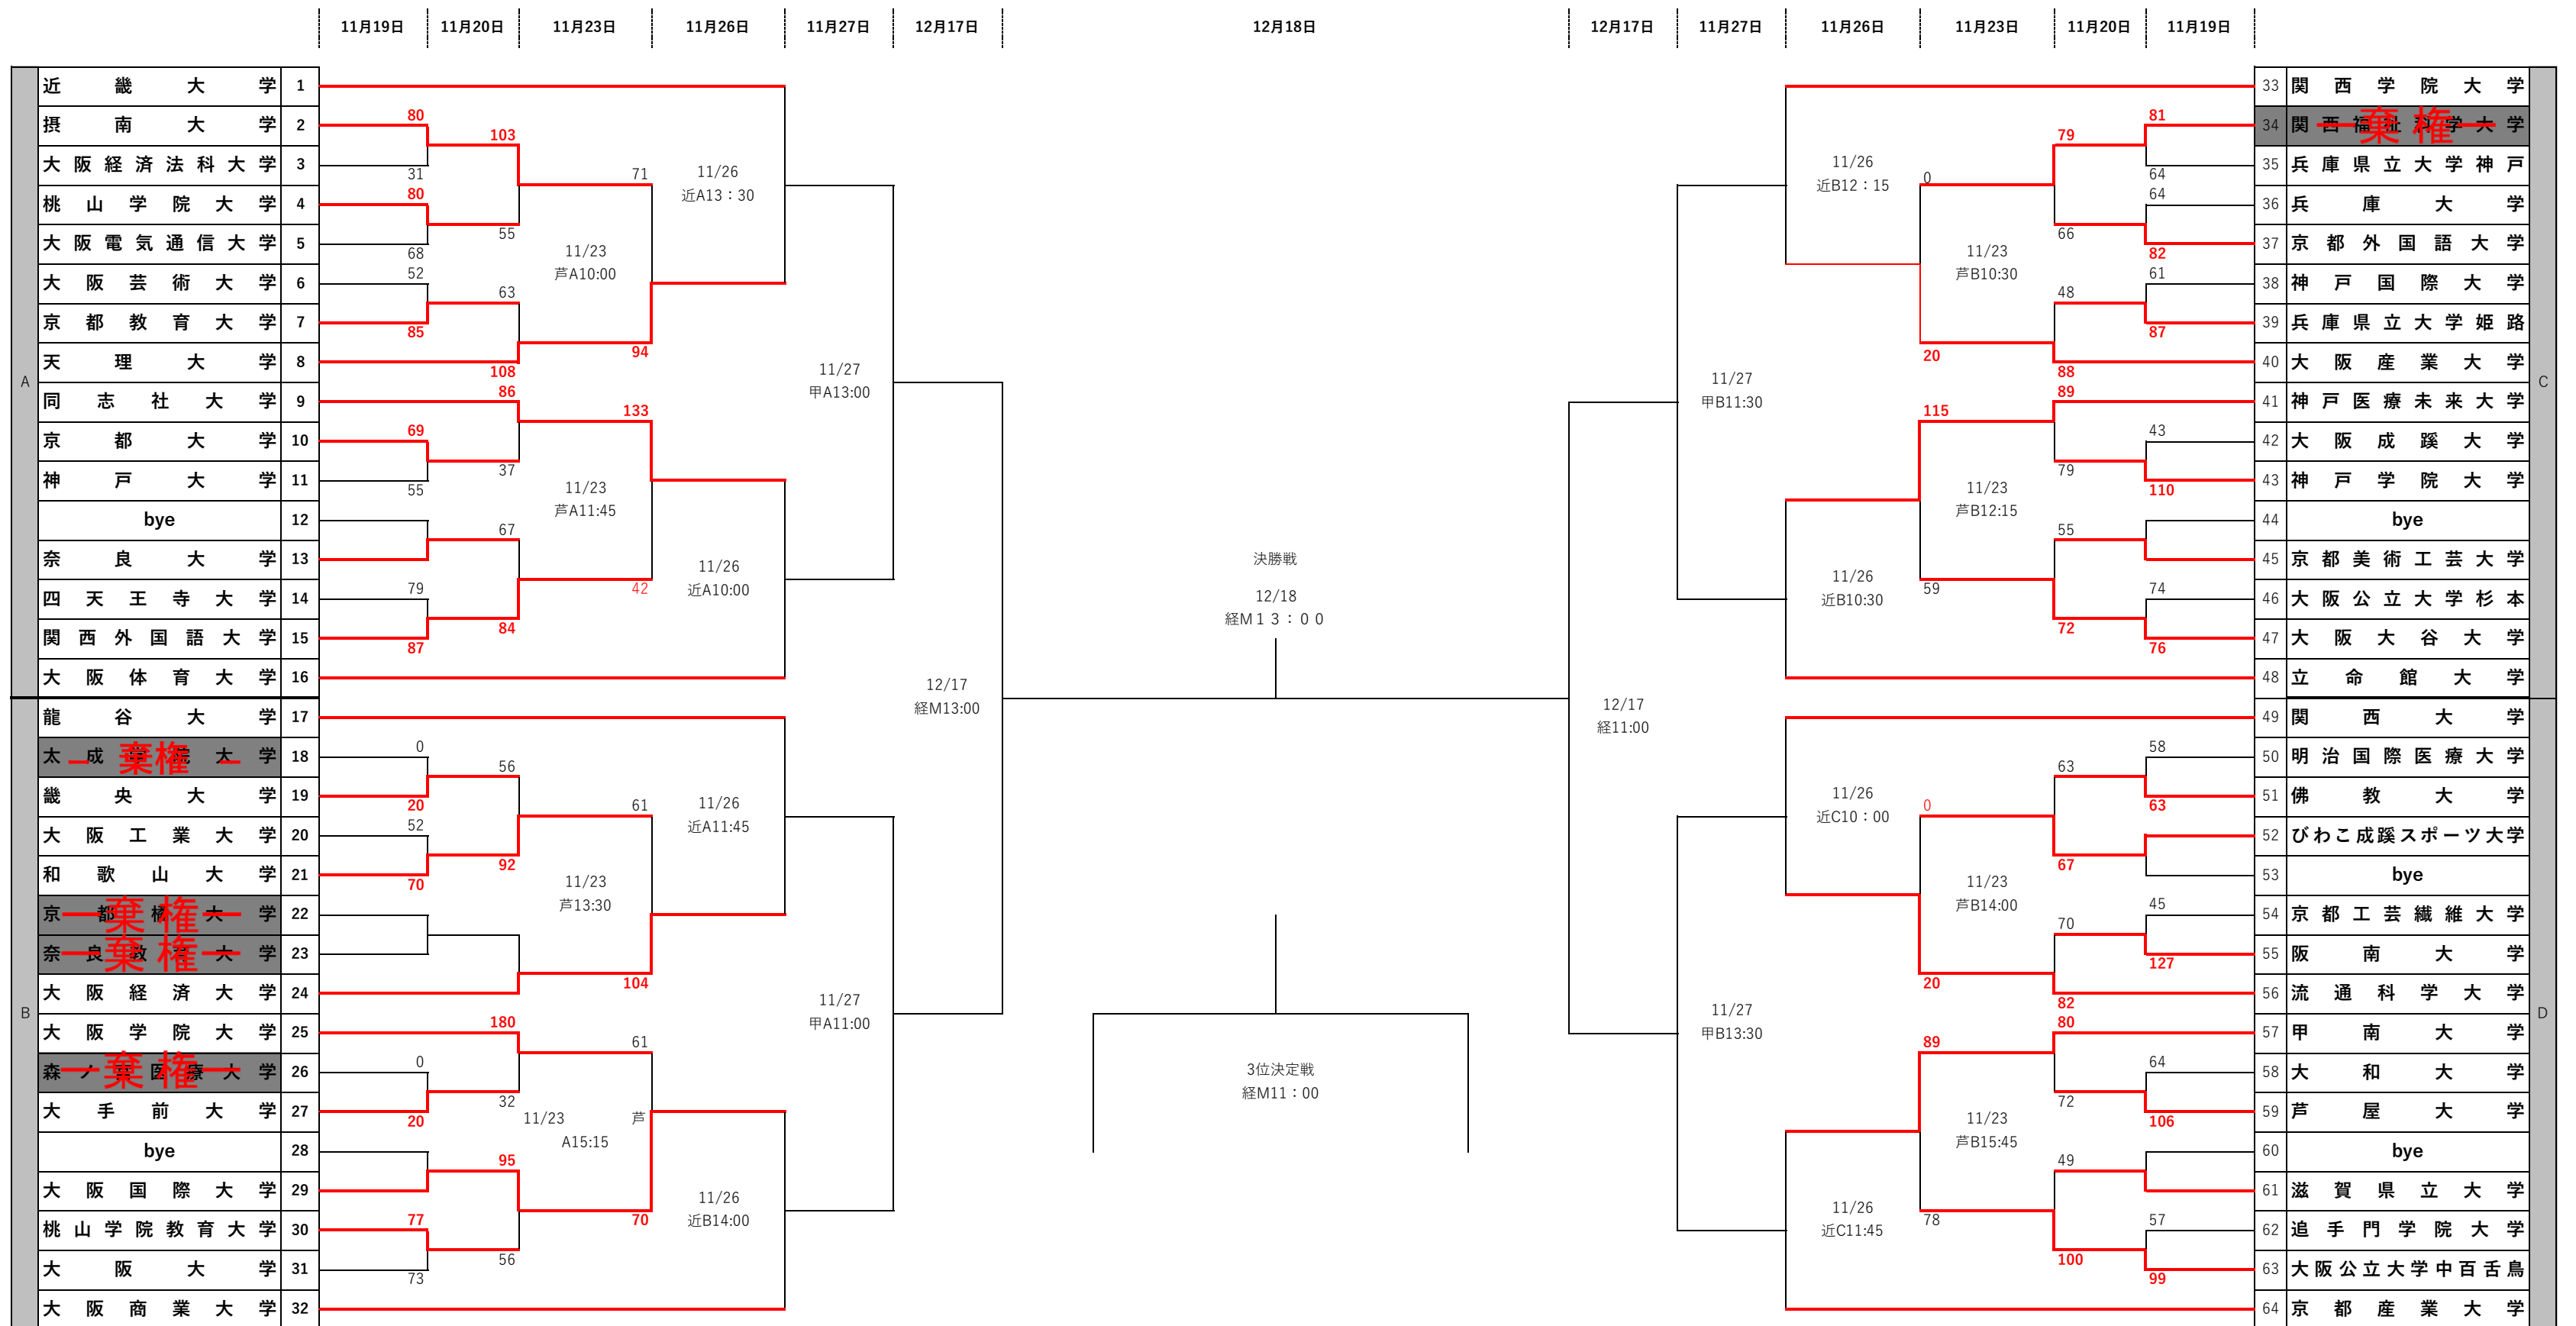 11月19日 11月20日 11月23日 11月26日 11月27日 12月17日 12月18日 12月17日 11月27日 11月26日 11月23日 11月20日 11月19日
A
近畿大学 1
摂南大学 2
大阪経済法科大学 3
桃山学院大学 4
大阪電気通信大学 5
大阪芸術大学 6
京都教育大学 7
天理大学 8
同志社大学 9
京都大学 10
神戸大学 11
bye 12
奈良大学 13
四天王寺大学 14
関西外国語大学 15
大阪体育大学 16
B
龍谷大学 17
太成学院大学 18
棄権
畿央大学 19
大阪工業大学 20
和歌山大学 21
京都橘大学 22
棄権
奈良教育大学 23
棄権
大阪経済大学 24
大阪学院大学 25
森ノ宮医療大学 26
棄権
大手前大学 27
bye 28
大阪国際大学 29
桃山学院教育大学 30
大阪大学 31
大阪商業大学 32
80
31
80
68
52
85
69
55
79
87
0
20
52
70
0
20
77
73
103
55
63
108
86
37
67
84
56
92
180
32
95
56
71
11/23
芦A10:00
94
133
11/23
芦A11:45
42
61
11/23
芦13:30
104
61
11/23 芦
A15:15
70
11/26
近A13：30
11/26
近A10:00
11/26
近A11:45
11/26
近B14:00
11/27
甲A13:00
11/27
甲A11:00
12/17
経M13:00
決勝戦
12/18
経M１３：００
3位決定戦
経M11：00
12/17
経11:00
11/27
甲B11:30
11/27
甲B13:30
11/26
近B12：15
11/26
近B10:30
11/26
近C10：00
11/26
近C11:45
0
11/23
芦B10:30
20
115
11/23
芦B12:15
59
0
11/23
芦B14:00
20
89
11/23
芦B15:45
78
79
66
48
88
89
79
55
72
63
67
70
82
80
72
49
100
81
64
64
82
61
87
43
110
74
76
58
63
45
127
64
106
57
99
C
33 関西学院大学
34 関西福祉科学大学
棄権
35 兵庫県立大学神戸
36 兵庫大学
37 京都外国語大学
38 神戸国際大学
39 兵庫県立大学姫路
40 大阪産業大学
41 神戸医療未来大学
42 大阪成蹊大学
43 神戸学院大学
44 bye
45 京都美術工芸大学
46 大阪公立大学杉本
47 大阪大谷大学
48 立命館大学
D
49 関西大学
50 明治国際医療大学
51 佛教大学
52 びわこ成蹊スポーツ大学
53 bye
54 京都工芸繊維大学
55 阪南大学
56 流通科学大学
57 甲南大学
58 大和大学
59 芦屋大学
60 bye
61 滋賀県立大学
62 追手門学院大学
63 大阪公立大学中百舌鳥
64 京都産業大学